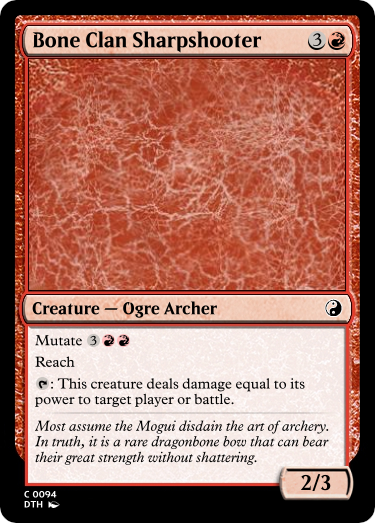 Bone Clan Sharpshooter 3
Creature — Ogre Archer
Mutate 3
Reach
: This creature deals damage equal to its
power to target player or battle.
Most assume the Mogui disdain the art of archery.
In truth, it is a rare dragonbone bow that can bear
their great strength without shattering.
2/3
C 0094
DTH